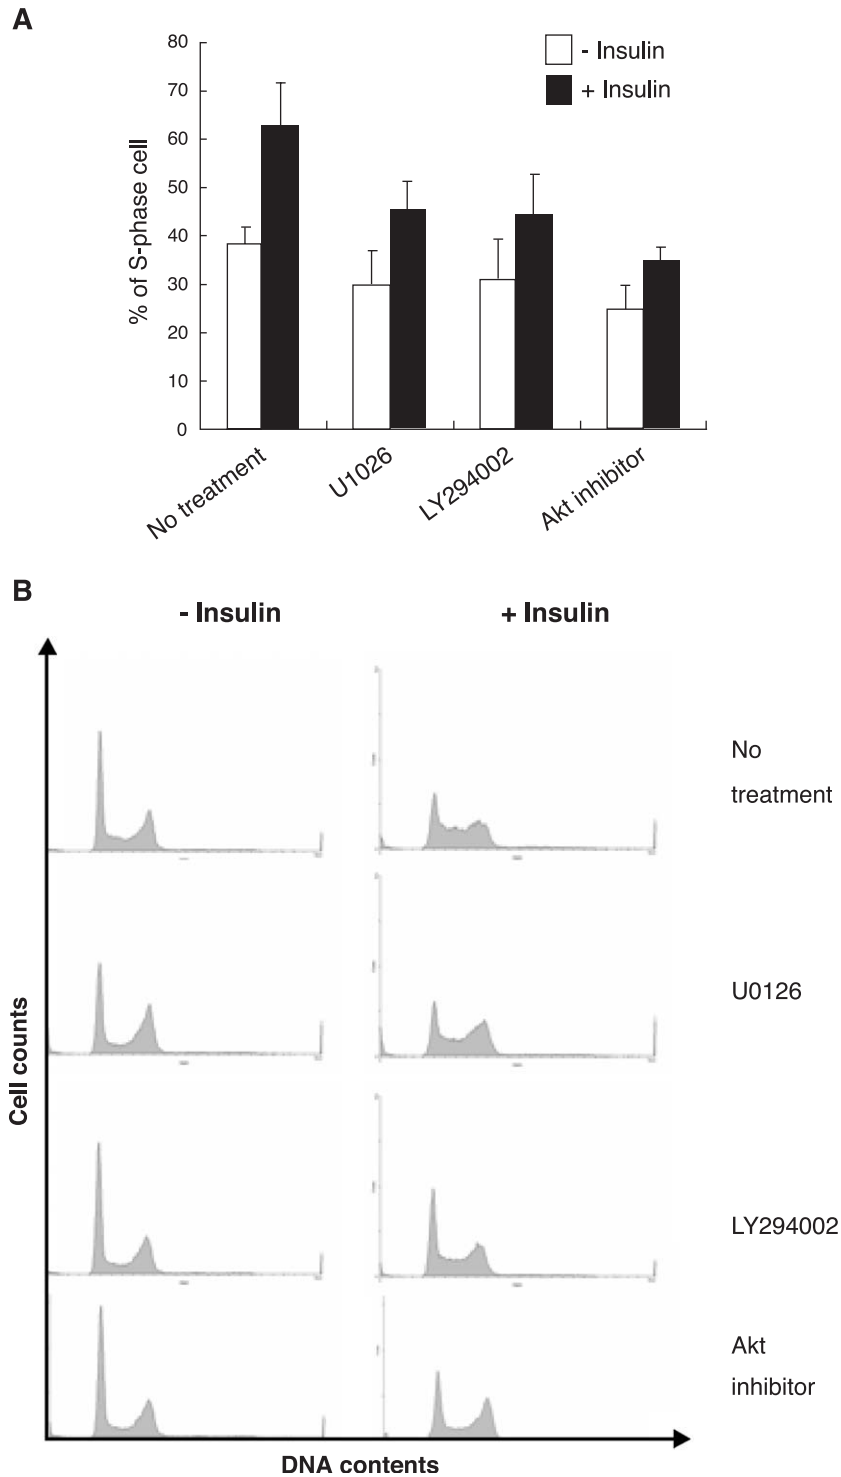 A
80
70
60
50
40
30
20
10
0
% of S-phase cell
- Insulin
+ Insulin
No treatment
U1026
LY294002
Akt inhibitor
B
- Insulin
+ Insulin
No
treatment
U0126
LY294002
Akt
inhibitor
Cell counts
DNA contents